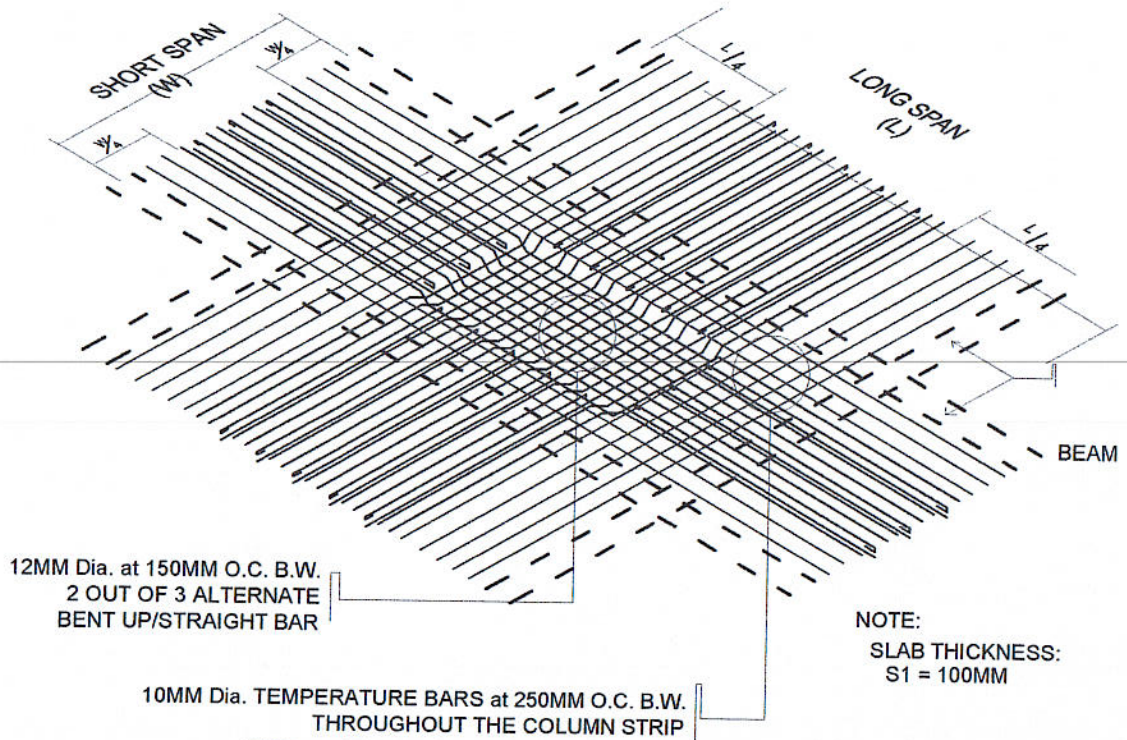 SHORT SPAN
(W)
W/4
W/4
L/4
LONG SPAN
(L)
L/4
BEAM
12MM Dia. at 150MM O.C. B.W.
2 OUT OF 3 ALTERNATE
BENT UP/STRAIGHT BAR
NOTE:
SLAB THICKNESS:
S1 = 100MM
10MM Dia. TEMPERATURE BARS at 250MM O.C. B.W.
THROUGHOUT THE COLUMN STRIP